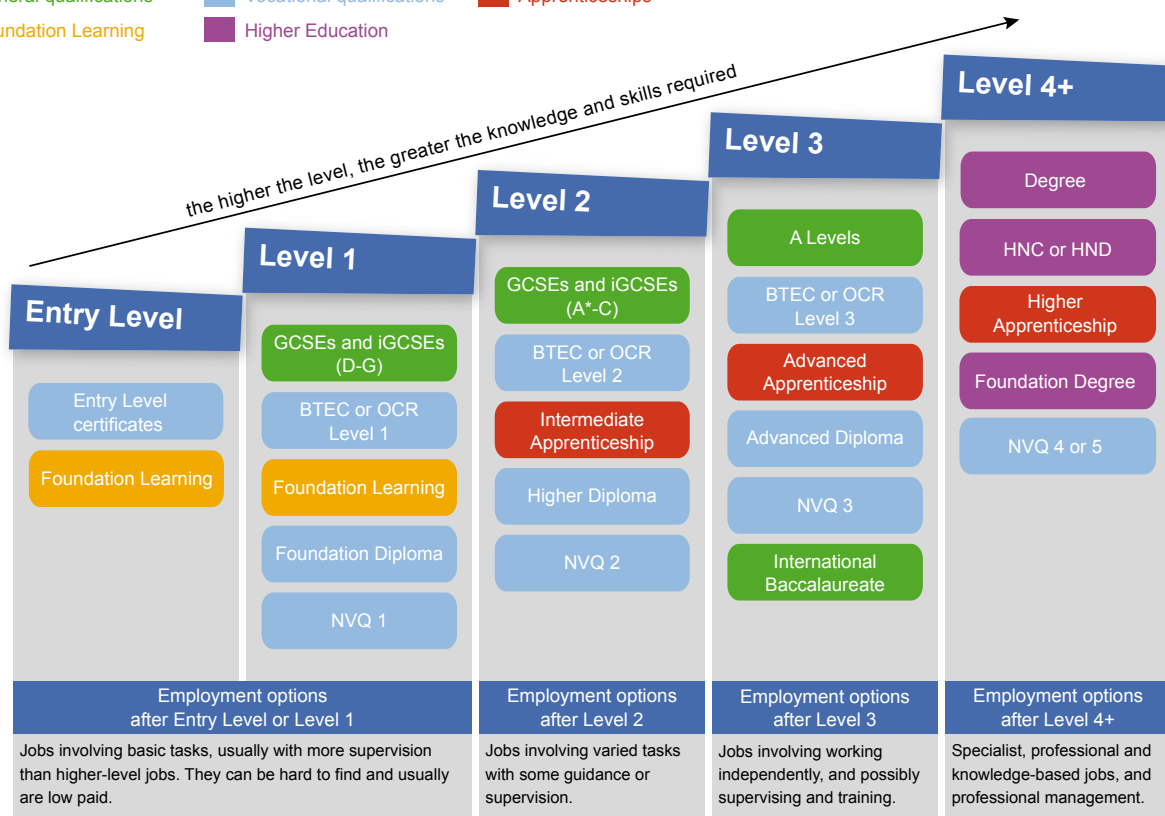 Vocational qualifications
Apprenticeships
Learning
Higher Education
the higher the level, the greater the knowledge and skills required
Entry Level
Entry Level
certificates
Foundation Learning
Level 1
GCSEs and iGCSEs
(D-G)
BTEC or OCR
Level 1
Foundation Learning
Foundation Diploma
NVQ 1
Employment options
after Entry Level or Level 1
Jobs involving basic tasks, usually with more supervision
than higher-level jobs. They can be hard to find and usually
are low paid.
Level 2
GCSEs and iGCSEs
(A*-C)
BTEC or OCR
Level 2
Intermediate
Apprenticeship
Higher Diploma
NVQ 2
Employment options
after Level 2
Jobs involving varied tasks
with some guidance or
supervision.
Level 3
A Levels
BTEC or OCR
Level 3
Advanced
Apprenticeship
Advanced Diploma
NVQ 3
International
Baccalaureate
Employment options
after Level 3
Jobs involving working
independently, and possibly
supervising and training.
Level 4+
Degree
HNC or HND
Higher
Apprenticeship
Foundation Degree
NVQ 4 or 5
Employment options
after Level 4+
Specialist, professional and
knowledge-based jobs, and
professional management.